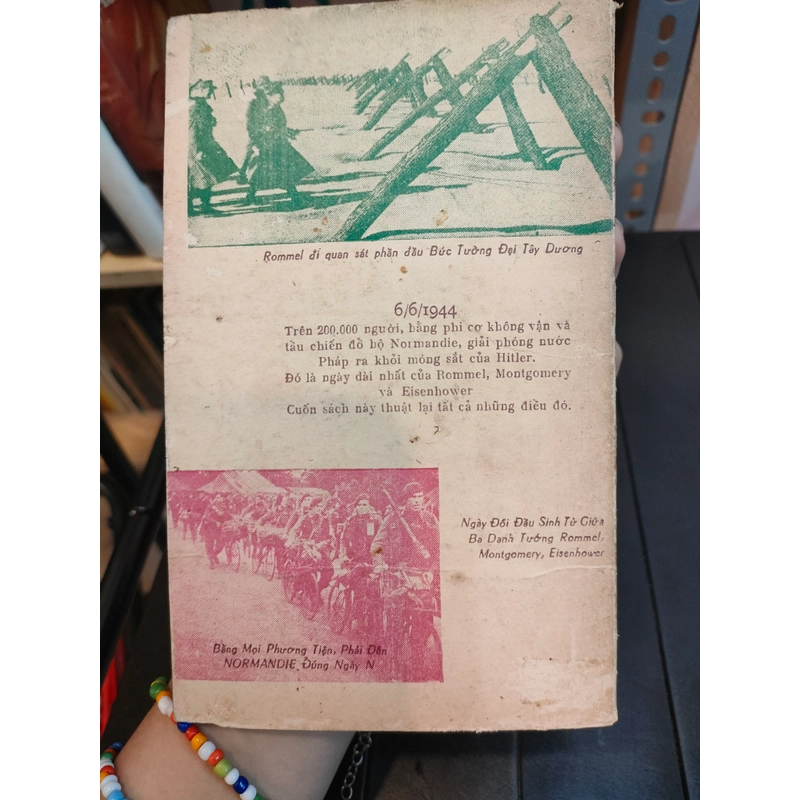 Rommel đi quan sát phần đầu Bức Tường Đại Tây Dương
6/6/1944
Trên 200.000 người, bằng phi cơ không vận và
tầu chiến đổ bộ Normandie, giải phóng nước
Pháp ra khỏi móng sắt của Hitler.
Đó là ngày dài nhất của Rommel, Montgomery
và Eisenhower
Cuốn sách này thuật lại tất cả những điều đó.
Ngày Đối Đầu Sinh Tử Giữa
Ba Danh Tướng Rommel,
Montgomery, Eisenhower
Bằng Mọi Phương Tiện, Phải Đến
NORMANDIE Đúng Ngày N